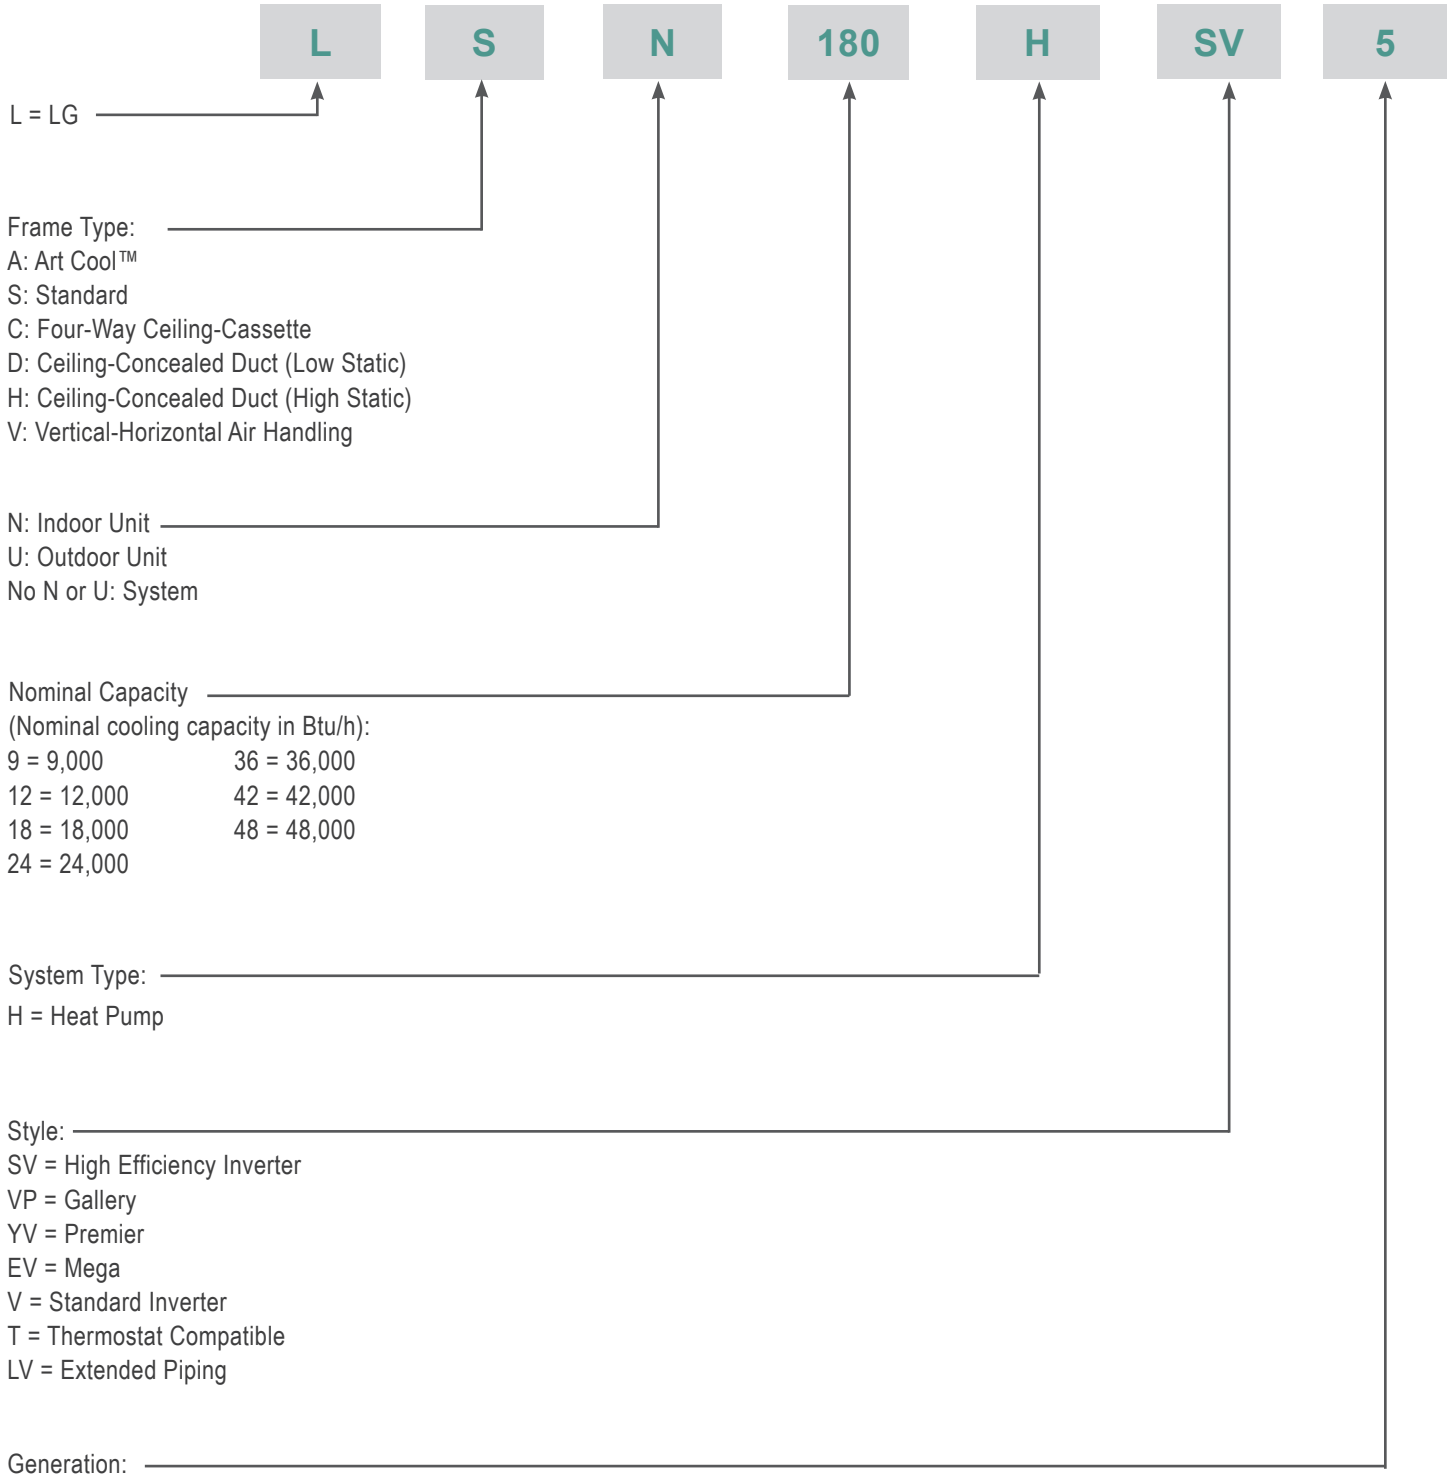 L S N 180 H SV 5
L = LG
Frame Type:
A: Art Cool™
S: Standard
C: Four-Way Ceiling-Cassette
D: Ceiling-Concealed Duct (Low Static)
H: Ceiling-Concealed Duct (High Static)
V: Vertical-Horizontal Air Handling
N: Indoor Unit
U: Outdoor Unit
No N or U: System
Nominal Capacity
(Nominal cooling capacity in Btu/h):
9 = 9,000 36 = 36,000
12 = 12,000 42 = 42,000
18 = 18,000 48 = 48,000
24 = 24,000
System Type:
H = Heat Pump
Style:
SV = High Efficiency Inverter
VP = Gallery
YV = Premier
EV = Mega
V = Standard Inverter
T = Thermostat Compatible
LV = Extended Piping
Generation: